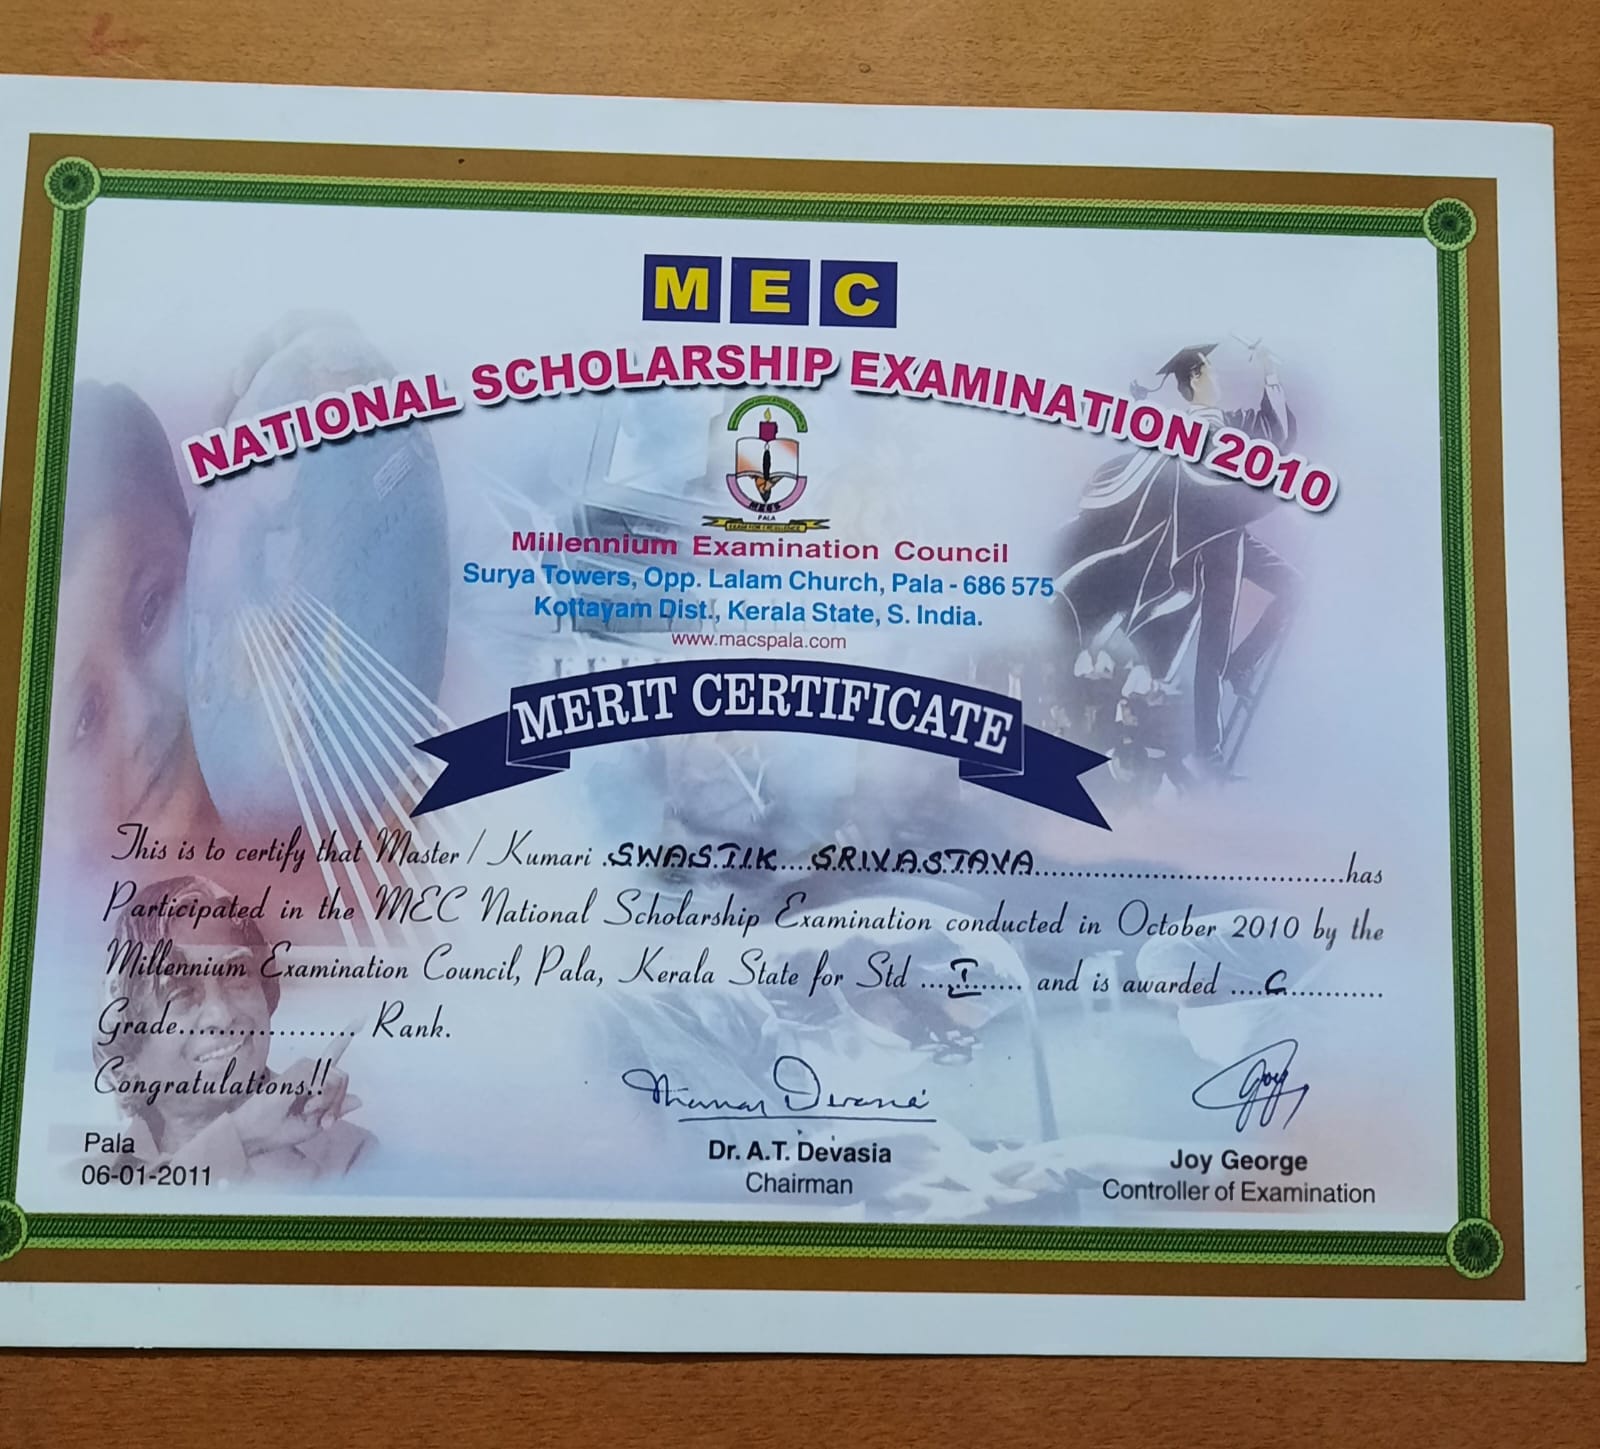 MEC
NATIONAL SCHOLARSHIP EXAMINATION 2010
MECS
PALA
Millennium Examination Council
Surya Towers, Opp. Lalam Church, Pala - 686 575
Kottayam Dist., Kerala State, S. India.
www.macspala.com
MERIT CERTIFICATE
This is to certify that Master / Kumari .SWASTIK....SRIVASTAVA........................................has
Participated in the MEC National Scholarship Examination conducted in October 2010 by the
Millennium Examination Council, Pala, Kerala State for Std ...I....... and is awarded ....C............
Grade.................. Rank.
Congratulations!!
Pala
06-01-2011
Dr. A.T. Devasia
Chairman
Joy
Joy George
Controller of Examination